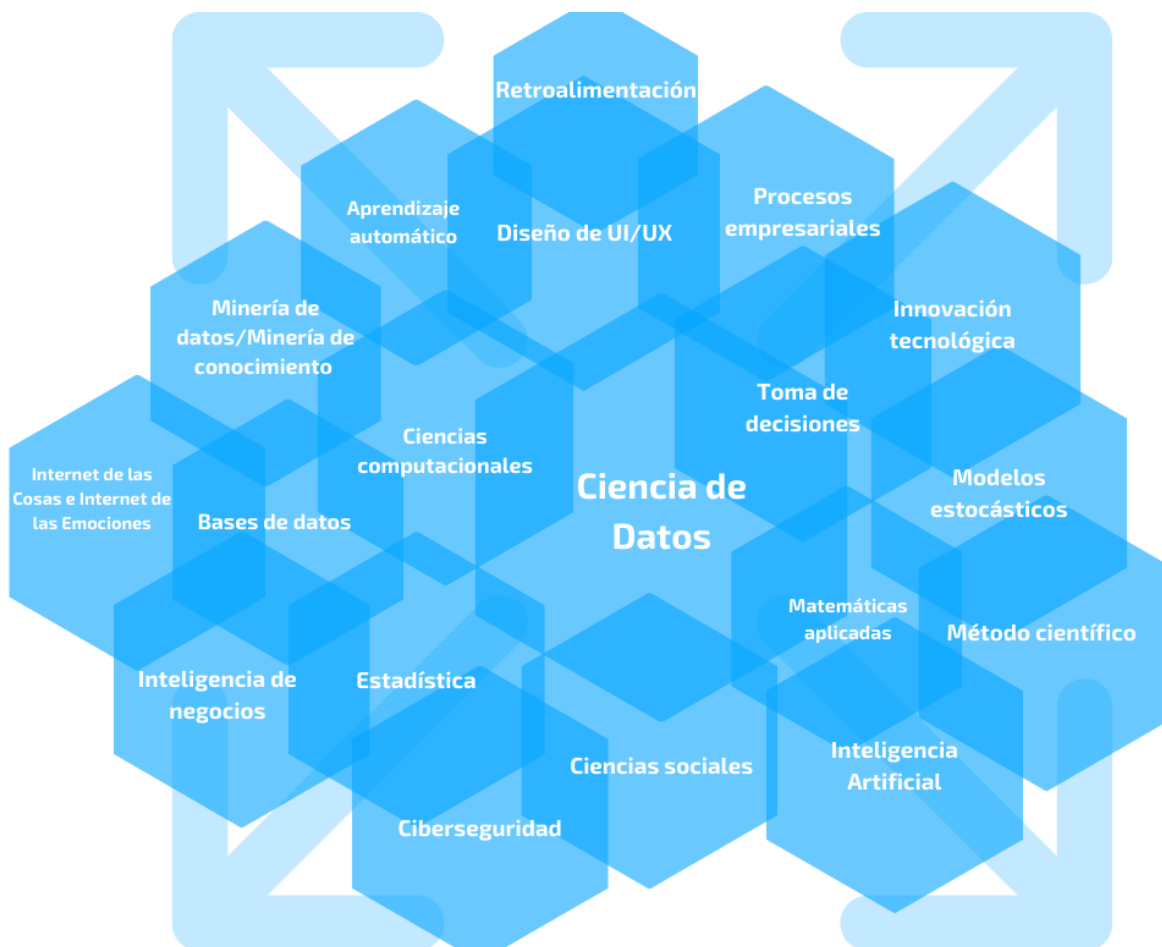 Retroalimentación
Aprendizaje
automático
Diseño de UI/UX
Procesos
empresariales
Minería de
datos/Minería de
conocimiento
Innovación
tecnológica
Ciencias
computacionales
Toma de
decisiones
Internet de las
Cosas e Internet de
las Emociones
Bases de datos
Ciencia de
Datos
Modelos
estocásticos
Matemáticas
aplicadas
Método científico
Inteligencia de
negocios
Estadística
Ciencias sociales
Inteligencia
Artificial
Ciberseguridad